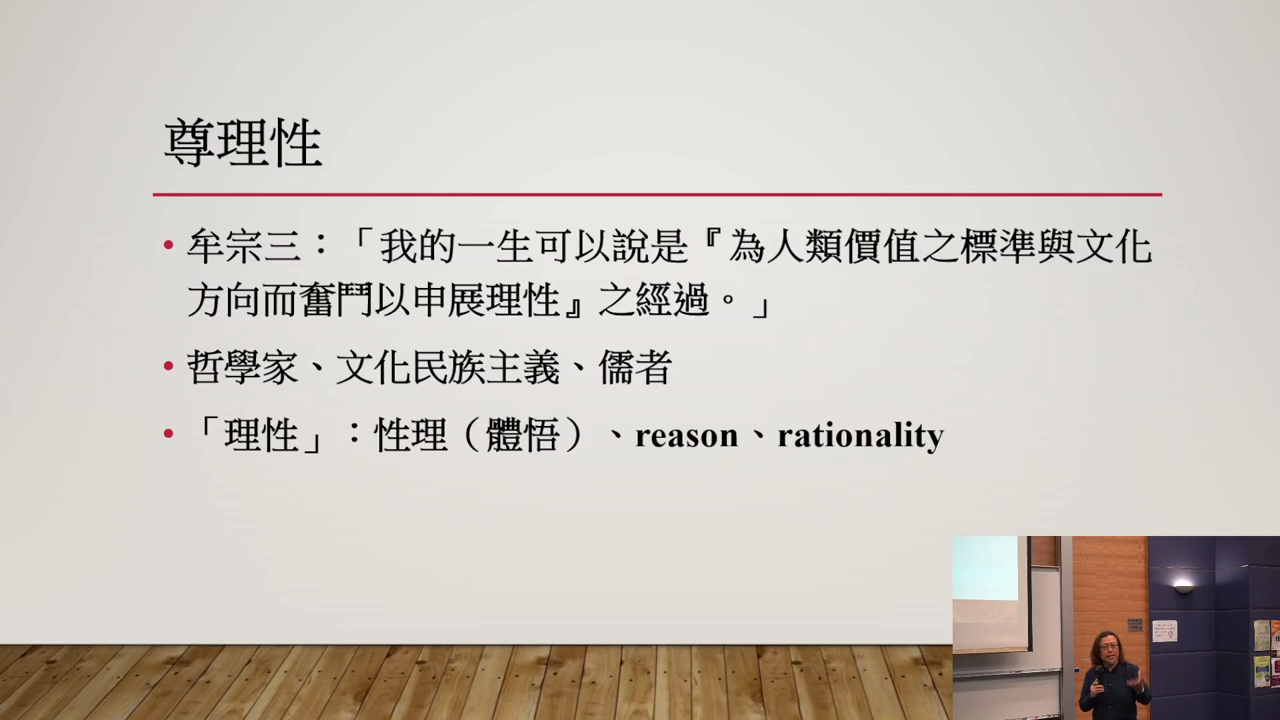 尊理性
• 牟宗三：「我的一生可以說是『為人類價值之標準與文化
方向而奮鬥以申展理性』之經過。」
• 哲學家、文化民族主義、儒者
• 「理性」：性理（體悟）、reason、rationality